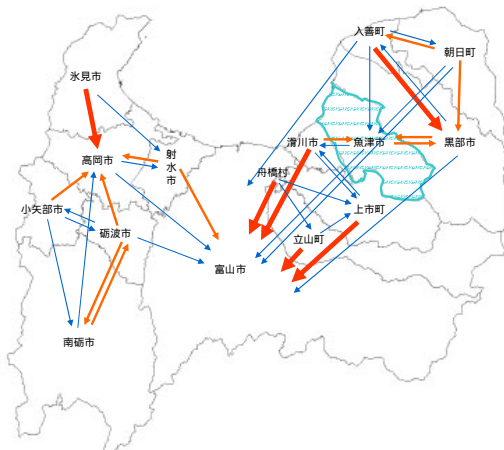 入善町
朝日町
氷見市
滑川市
魚津市
黒部市
高岡市
射
水
市
舟橋村
小矢部市
上市町
砺波市
立山町
富山市
南砺市